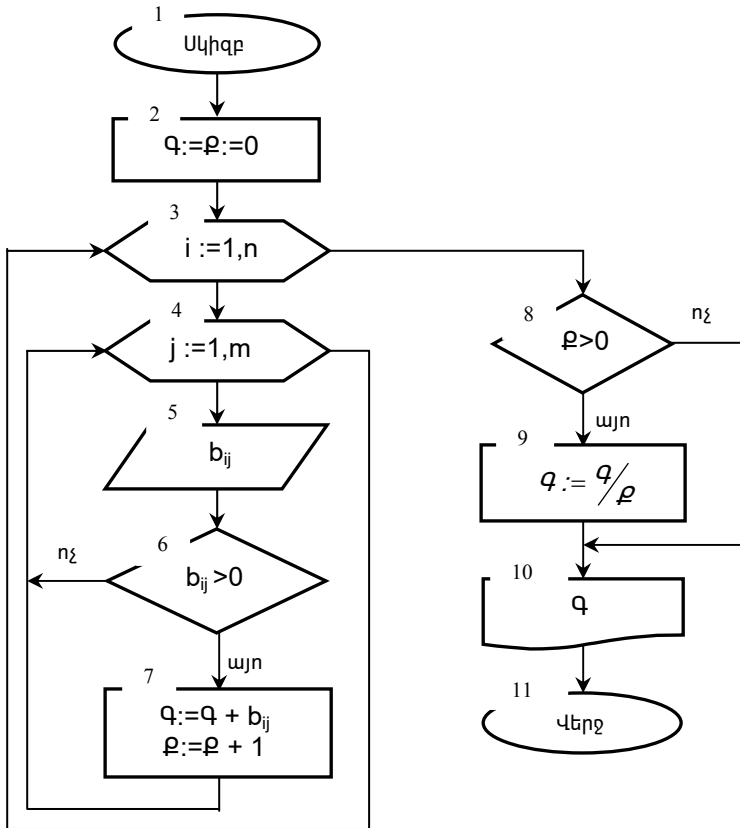 1
Սկիզբ
2
Գ:=Ք:=0
3
i :=1,n
4
j :=1,m
5
bij
6
ոչ
bij >0
այո
7
Գ:=Գ + bij
Ք:=Ք + 1
8
ոչ
Ք>0
այո
9
Գ := Գ/Ք
10
Գ
11
Վերջ